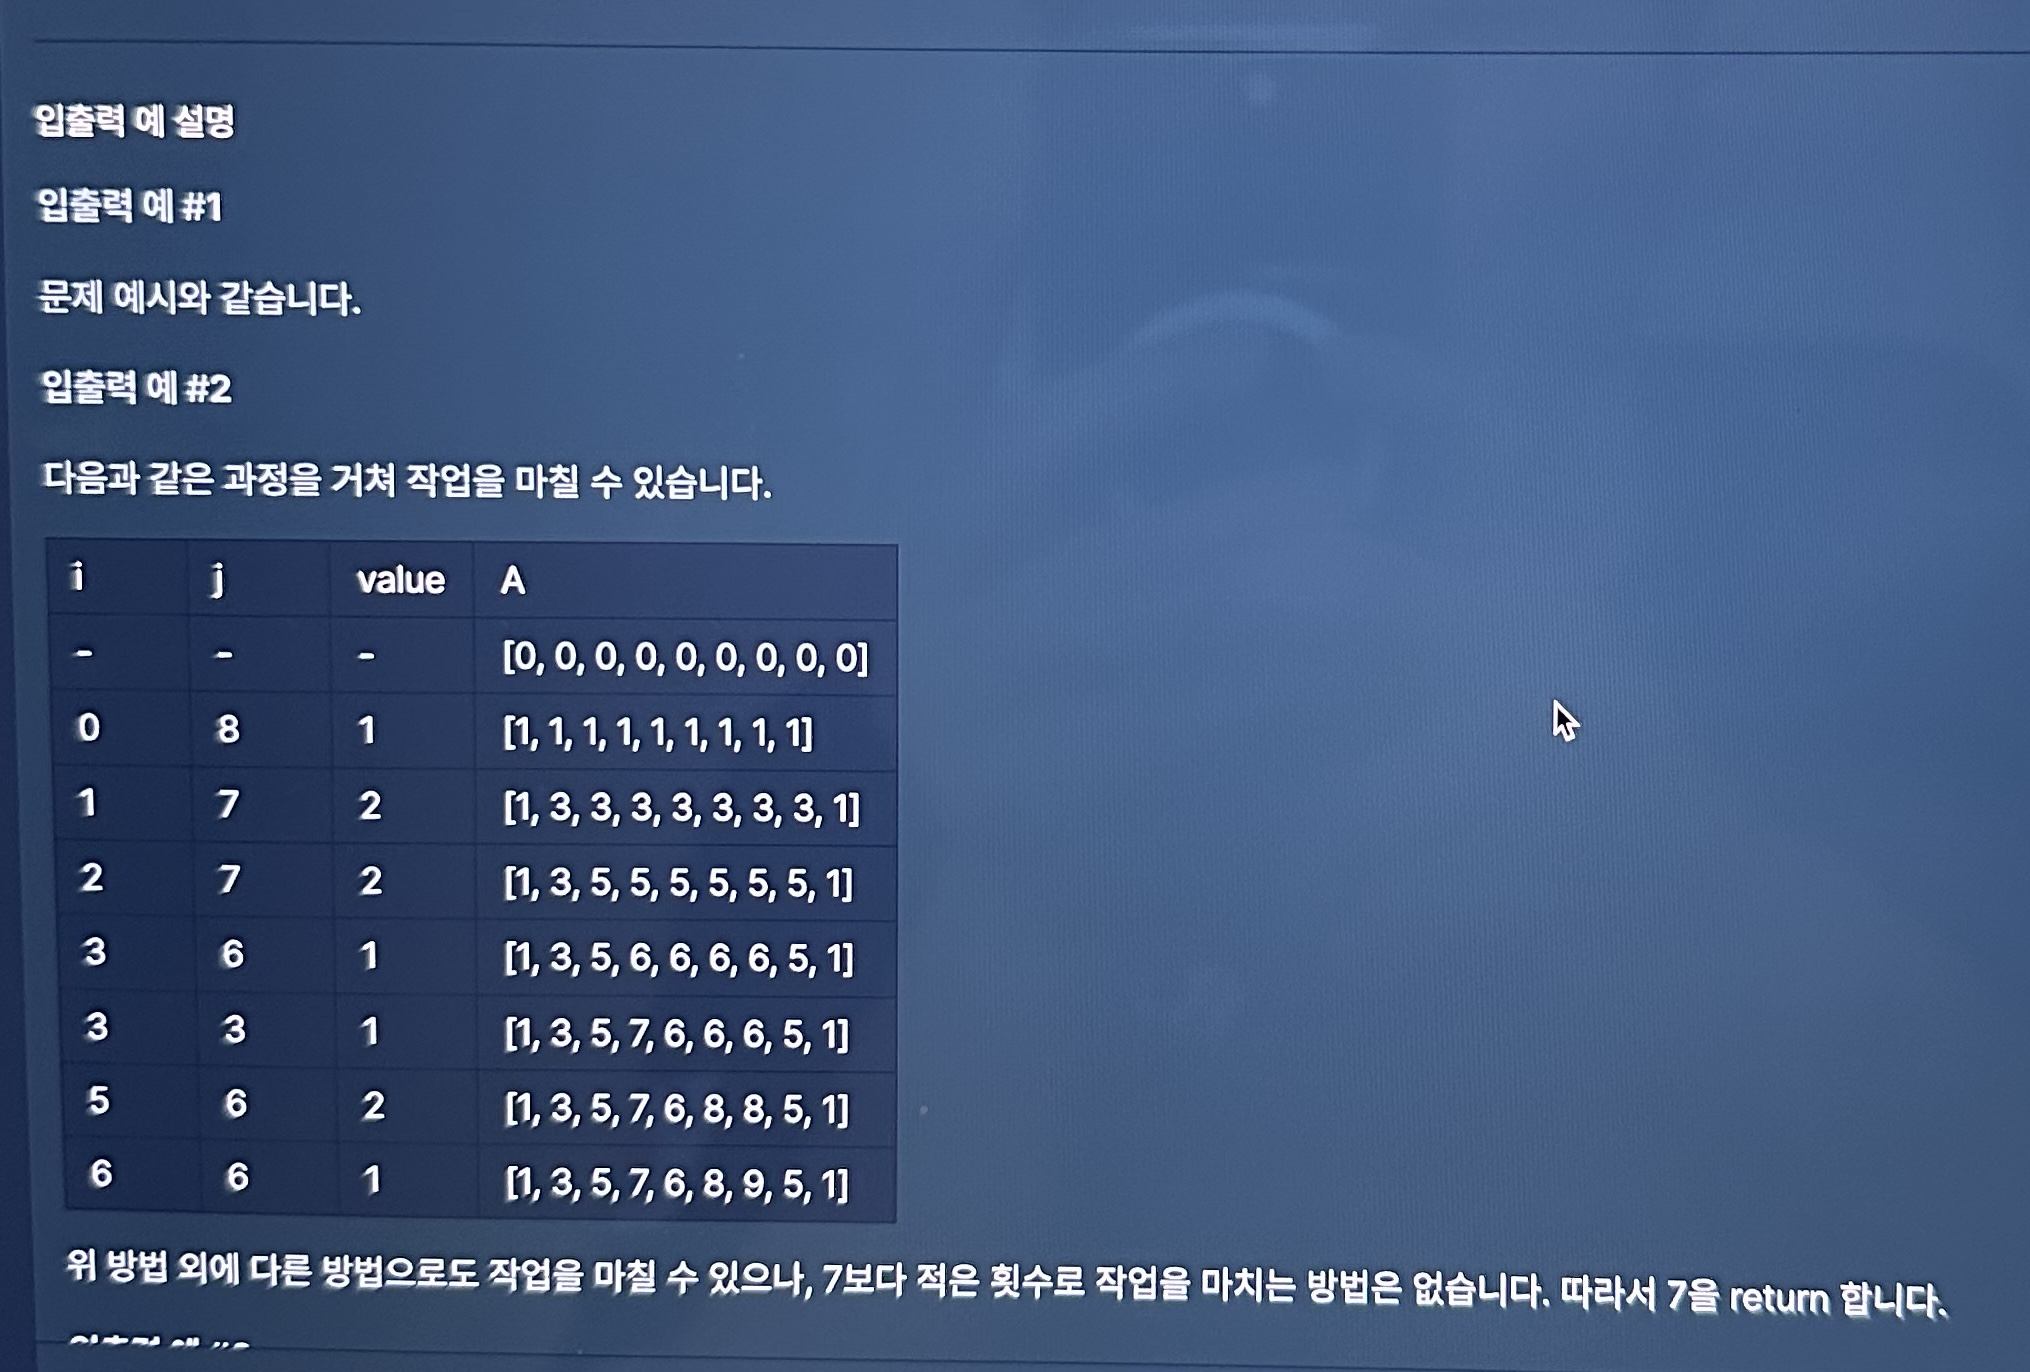 입출력 예 설명
입출력 예 #1
문제 예시와 같습니다.
입출력 예 #2
다음과 같은 과정을 거쳐 작업을 마칠 수 있습니다.
i j value A
- - - [0, 0, 0, 0, 0, 0, 0, 0, 0]
0 8 1 [1, 1, 1, 1, 1, 1, 1, 1, 1]
1 7 2 [1, 3, 3, 3, 3, 3, 3, 3, 1]
2 7 2 [1, 3, 5, 5, 5, 5, 5, 5, 1]
3 6 1 [1, 3, 5, 6, 6, 6, 6, 5, 1]
3 3 1 [1, 3, 5, 7, 6, 6, 6, 5, 1]
5 6 2 [1, 3, 5, 7, 6, 8, 8, 5, 1]
6 6 1 [1, 3, 5, 7, 6, 8, 9, 5, 1]
위 방법 외에 다른 방법으로도 작업을 마칠 수 있으나, 7보다 적은 횟수로 작업을 마치는 방법은 없습니다. 따라서 7을 return 합니다.